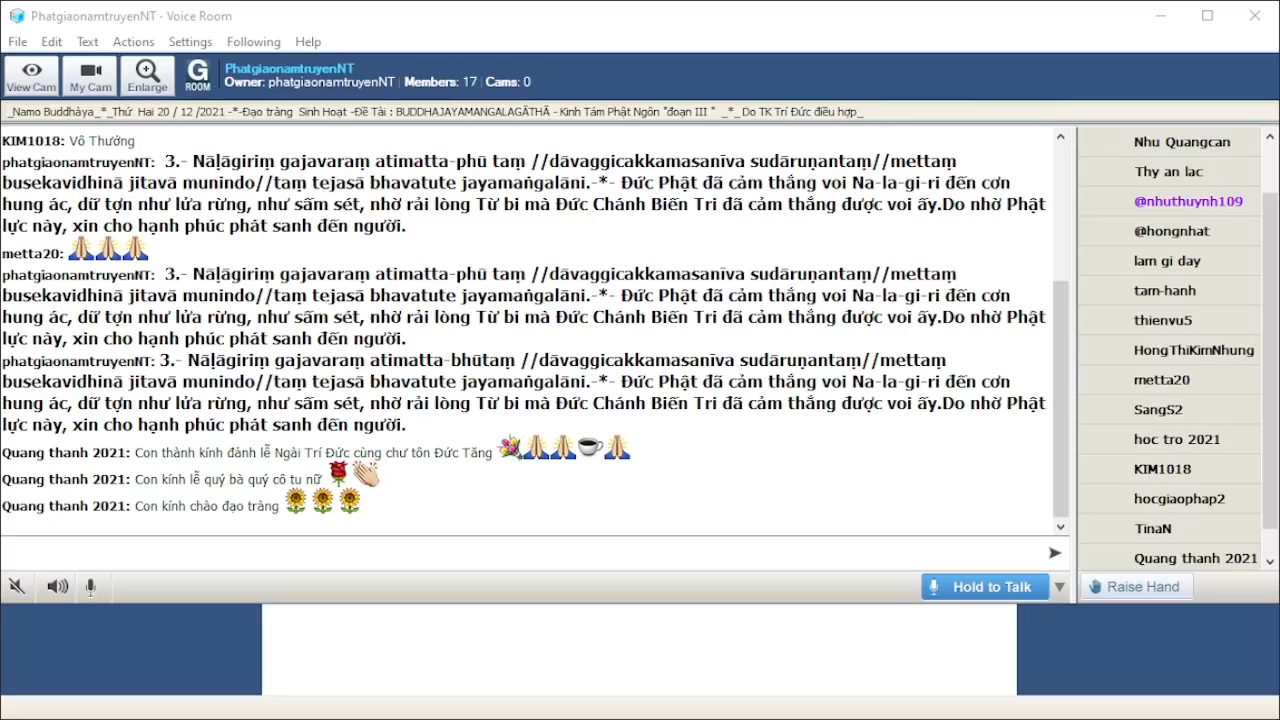 PhatgiaonamtruyenNT - Voice Room
File Edit Text Actions Settings Following Help
View Cam My Cam Enlarge G ROOM
PhatgiaonamtruyenNT
Owner: phatgiaonamtruyenNT Members: 17 Cams: 0
_Namo Buddhàya_*_Thứ Hai 20 / 12 /2021 -*-Đạo tràng Sinh Hoạt -Đề Tài : BUDDHAJAYAMANGALAGĀTHĀ - Kinh Tám Phật Ngôn "đoạn III " _*_ Do TK Trí Đức điều hợp_
KIM1018: Vô Thướng
phatgiaonamtruyenNT: 3.- Nāḷāgiriṃ gajavaraṃ atimatta-phū taṃ //dāvaggicakkamasanīva sudāruṇantaṃ//mettaṃ
busekavidhinā jitavā munindo//taṃ tejasā bhavatute jayamaṅgalāni.-*- Đức Phật đã cảm thắng voi Na-la-gi-ri đến cơn
hung ác, dữ tợn như lửa rừng, như sấm sét, nhờ rải lòng Từ bi mà Đức Chánh Biến Tri đã cảm thắng được voi ấy.Do nhờ Phật
lực này, xin cho hạnh phúc phát sanh đến người.
metta20:
phatgiaonamtruyenNT: 3.- Nāḷāgiriṃ gajavaraṃ atimatta-phū taṃ //dāvaggicakkamasanīva sudāruṇantaṃ//mettaṃ
busekavidhinā jitavā munindo//taṃ tejasā bhavatute jayamaṅgalāni.-*- Đức Phật đã cảm thắng voi Na-la-gi-ri đến cơn
hung ác, dữ tợn như lửa rừng, như sấm sét, nhờ rải lòng Từ bi mà Đức Chánh Biến Tri đã cảm thắng được voi ấy.Do nhờ Phật
lực này, xin cho hạnh phúc phát sanh đến người.
phatgiaonamtruyenNT: 3.- Nāḷāgiriṃ gajavaraṃ atimatta-bhūtaṃ //dāvaggicakkamasanīva sudāruṇantaṃ//mettaṃ
busekavidhinā jitavā munindo//taṃ tejasā bhavatute jayamaṅgalāni.-*- Đức Phật đã cảm thắng voi Na-la-gi-ri đến cơn
hung ác, dữ tợn như lửa rừng, như sấm sét, nhờ rải lòng Từ bi mà Đức Chánh Biến Tri đã cảm thắng được voi ấy.Do nhờ Phật
lực này, xin cho hạnh phúc phát sanh đến người.
Quang thanh 2021: Con thành kính đảnh lễ Ngài Trí Đức cùng chư tôn Đức Tăng
Quang thanh 2021: Con kính lễ quý bà quý cô tu nữ
Quang thanh 2021: Con kính chào đạo tràng
Nhu Quangcan
Thy an lac
@nhuthuynh109
@hongnhat
lam gi day
tam-hanh
thienvu5
HongThiKimNhung
metta20
SangS2
hoc tro 2021
KIM1018
hocgiaophap2
TinaN
Quang thanh 2021
Hold to Talk
Raise Hand